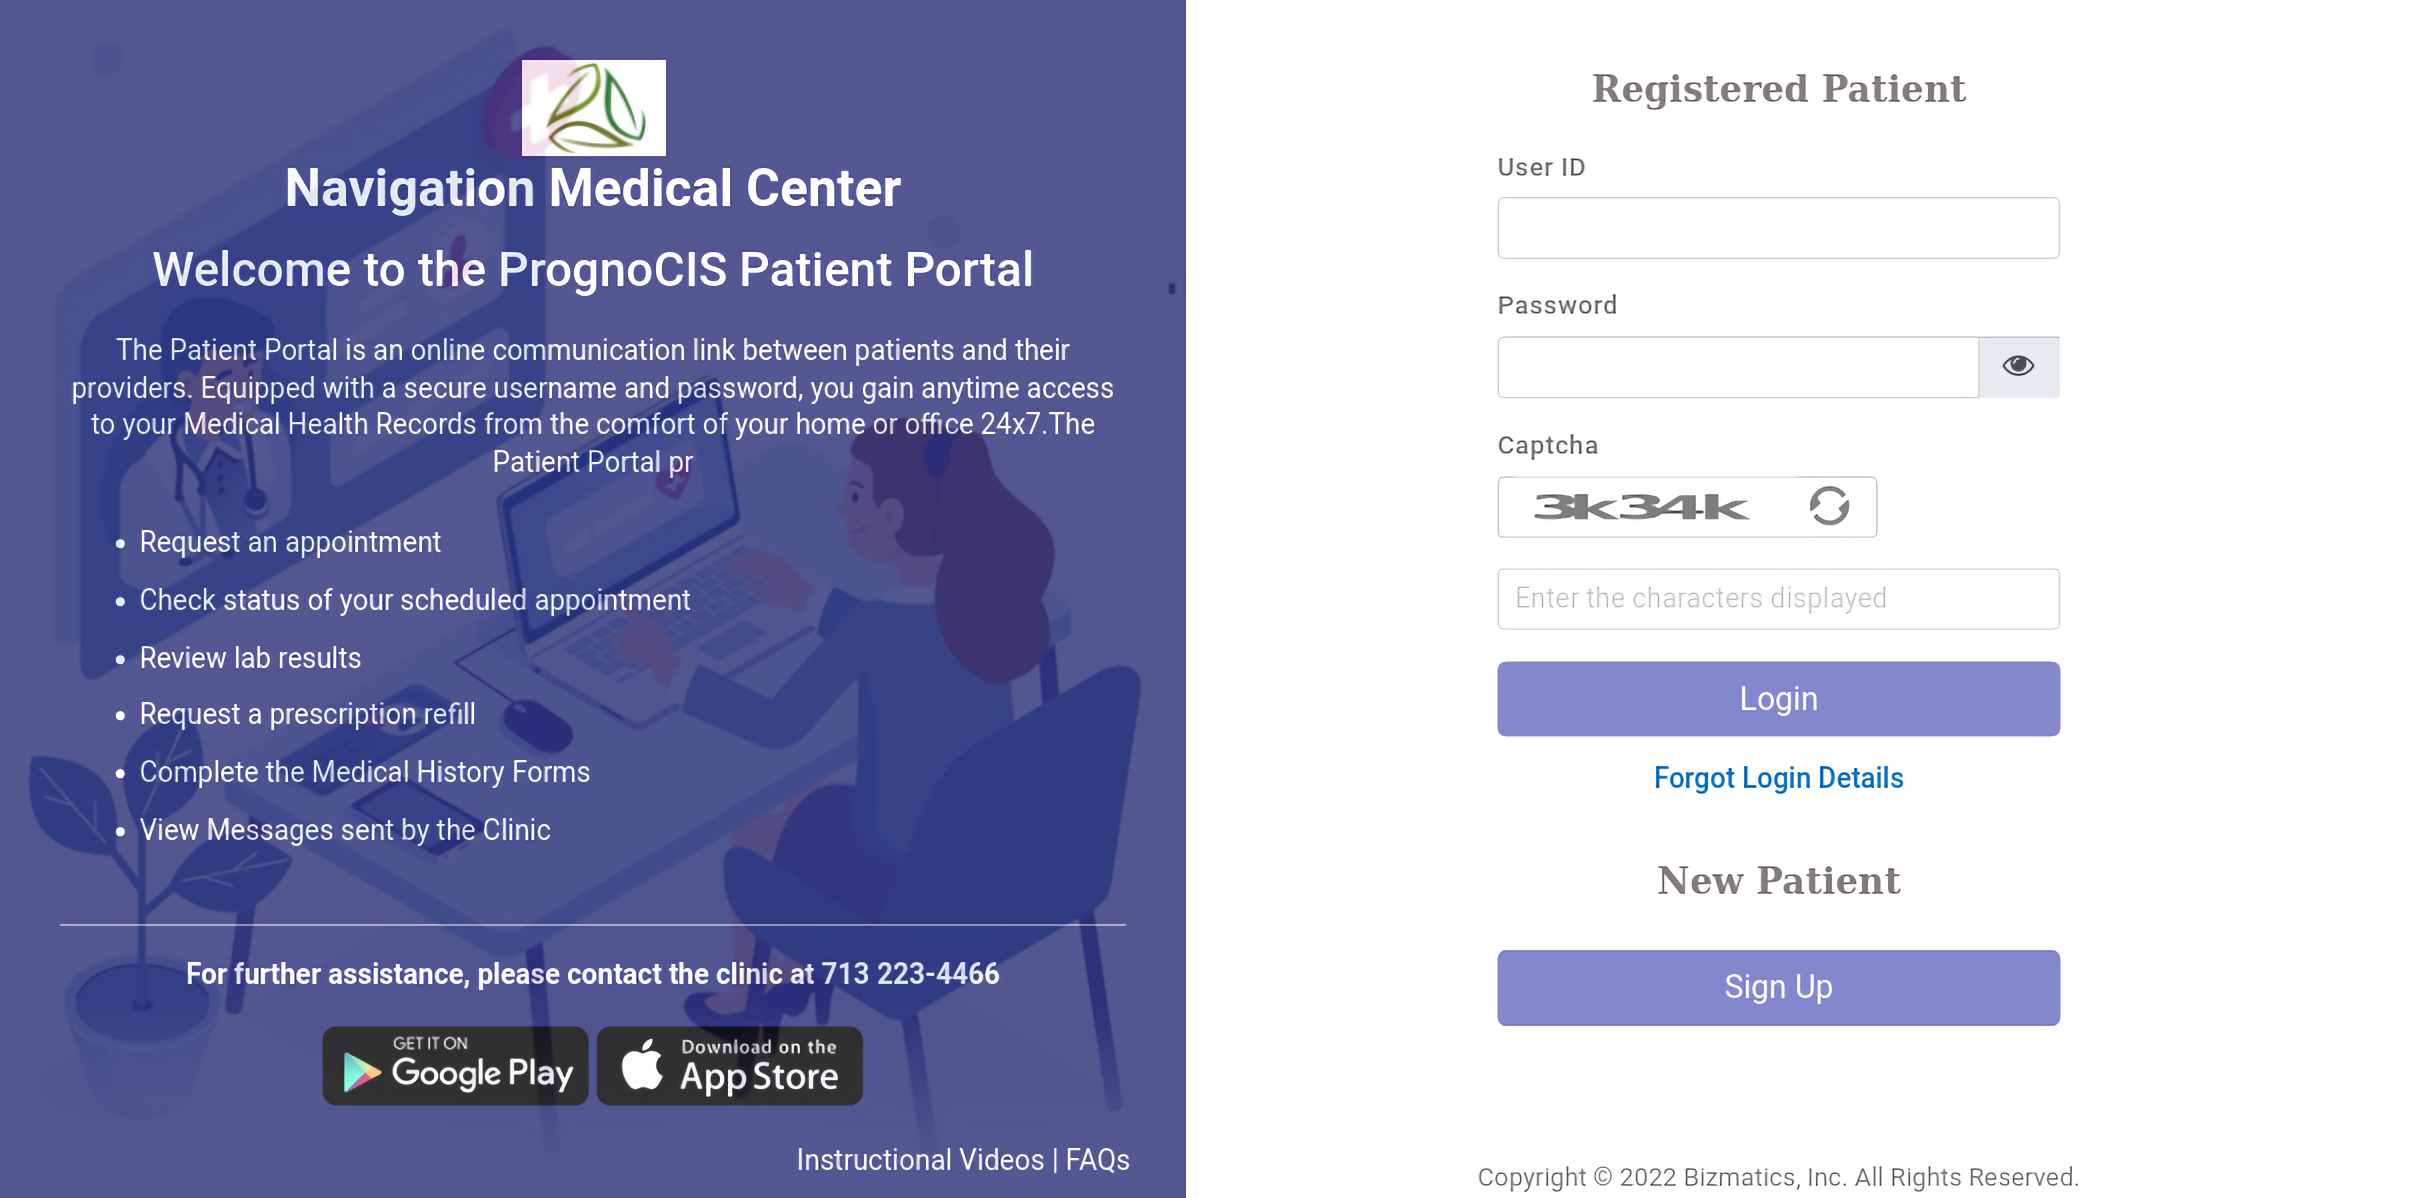 Navigation Medical Center
Welcome to the PrognoCIS Patient Portal
The Patient Portal is an online communication link between patients and their
providers. Equipped with a secure username and password, you gain anytime access
to your Medical Health Records from the comfort of your home or office 24x7.The
Patient Portal pr
• Request an appointment
• Check status of your scheduled appointment
• Review lab results
• Request a prescription refill
• Complete the Medical History Forms
• View Messages sent by the Clinic
For further assistance, please contact the clinic at 713 223-4466
GET IT ON
Google Play
Download on the
App Store
Instructional Videos | FAQs
Registered Patient
User ID
Password
Captcha
3k34k
Enter the characters displayed
Login
Forgot Login Details
New Patient
Sign Up
Copyright © 2022 Bizmatics, Inc. All Rights Reserved.